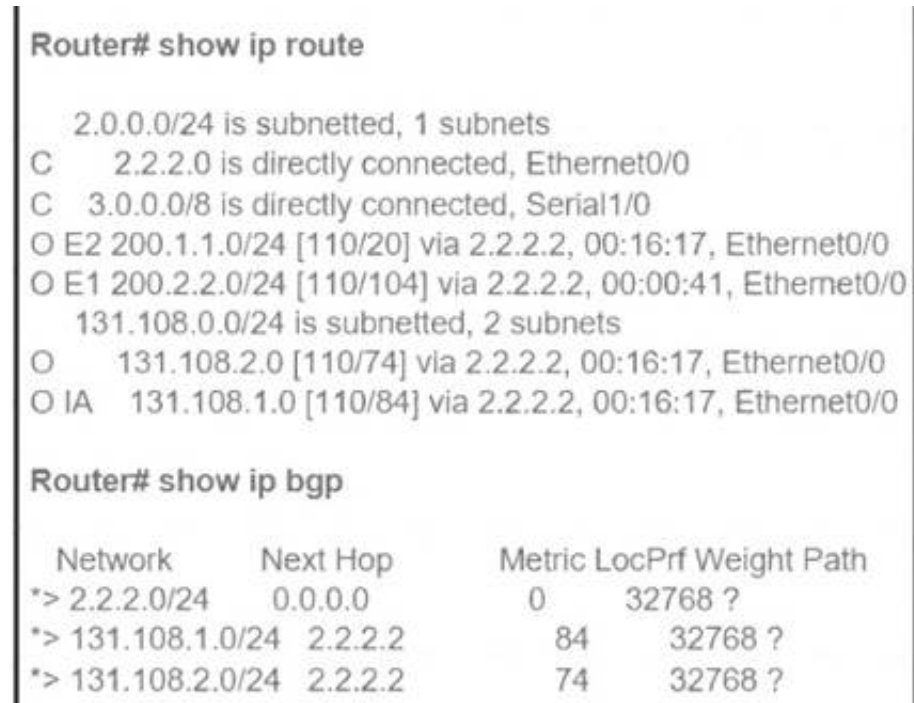 Router# show ip route
2.0.0.0/24 is subnetted, 1 subnets
C 2.2.2.0 is directly connected, Ethernet0/0
C 3.0.0.0/8 is directly connected, Serial1/0
O E2 200.1.1.0/24 [110/20] via 2.2.2.2, 00:16:17, Ethernet0/0
O E1 200.2.2.0/24 [110/104] via 2.2.2.2, 00:00:41, Ethernet0/0
131.108.0.0/24 is subnetted, 2 subnets
O 131.108.2.0 [110/74] via 2.2.2.2, 00:16:17, Ethernet0/0
O IA 131.108.1.0 [110/84] via 2.2.2.2, 00:16:17, Ethernet0/0
Router# show ip bgp
Network Next Hop Metric LocPrf Weight Path
*> 2.2.2.0/24 0.0.0.0 0 32768 ?
*> 131.108.1.0/24 2.2.2.2 84 32768 ?
*> 131.108.2.0/24 2.2.2.2 74 32768 ?